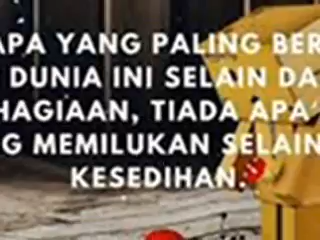 APA YANG PALING BER
DUNIA INI SELAIN DA
HAGIAAN, TIADA APA'
G MEMILUKAN SELAIN
KESEDIHAN.